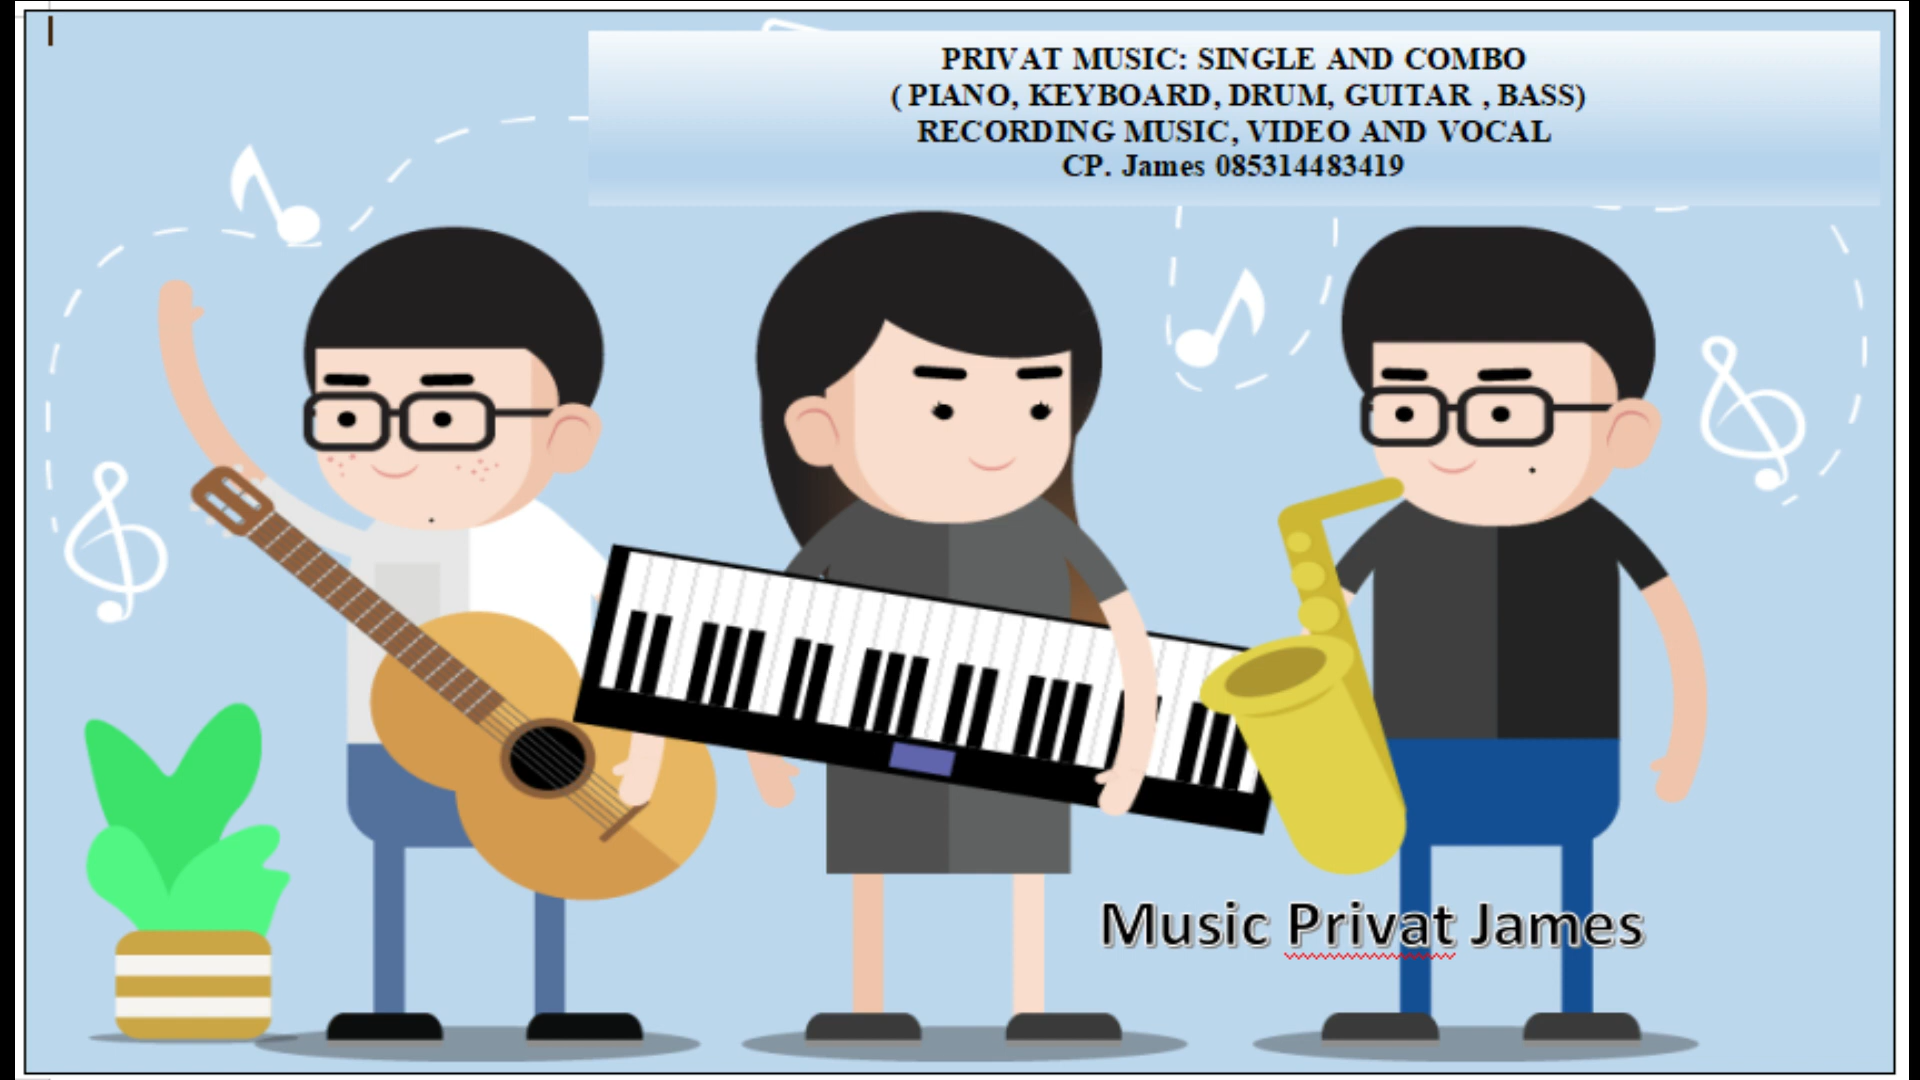 PRIVAT MUSIC: SINGLE AND COMBO
( PIANO, KEYBOARD, DRUM, GUITAR , BASS)
RECORDING MUSIC, VIDEO AND VOCAL
CP. James 085314483419
Music Privat James